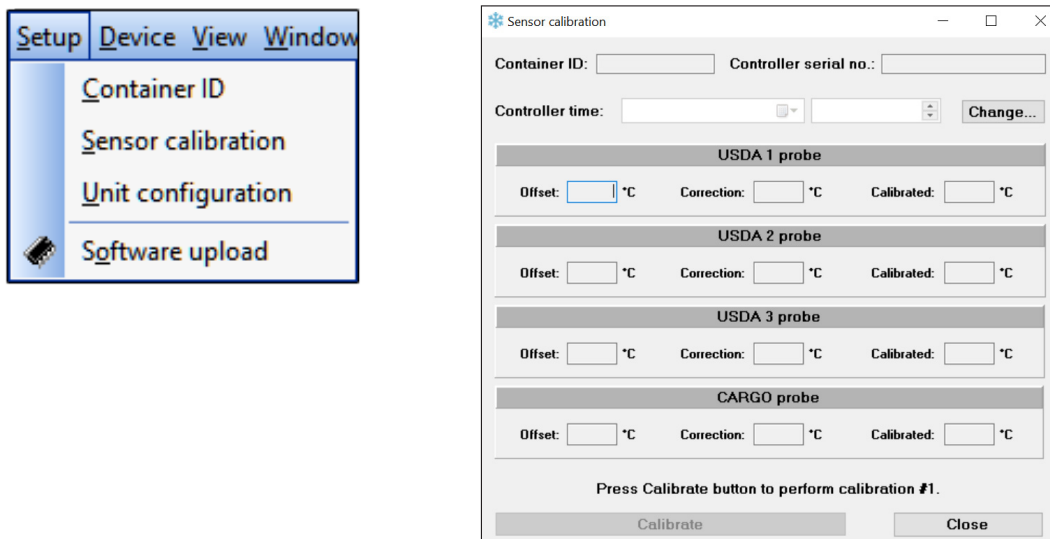 Setup Device View Window
Container ID
Sensor calibration
Unit configuration
Software upload
Sensor calibration
Container ID: Controller serial no.:
Controller time: Change...
USDA 1 probe
Offset: °C Correction: °C Calibrated: °C
USDA 2 probe
Offset: °C Correction: °C Calibrated: °C
USDA 3 probe
Offset: °C Correction: °C Calibrated: °C
CARGO probe
Offset: °C Correction: °C Calibrated: °C
Press Calibrate button to perform calibration #1.
Calibrate Close